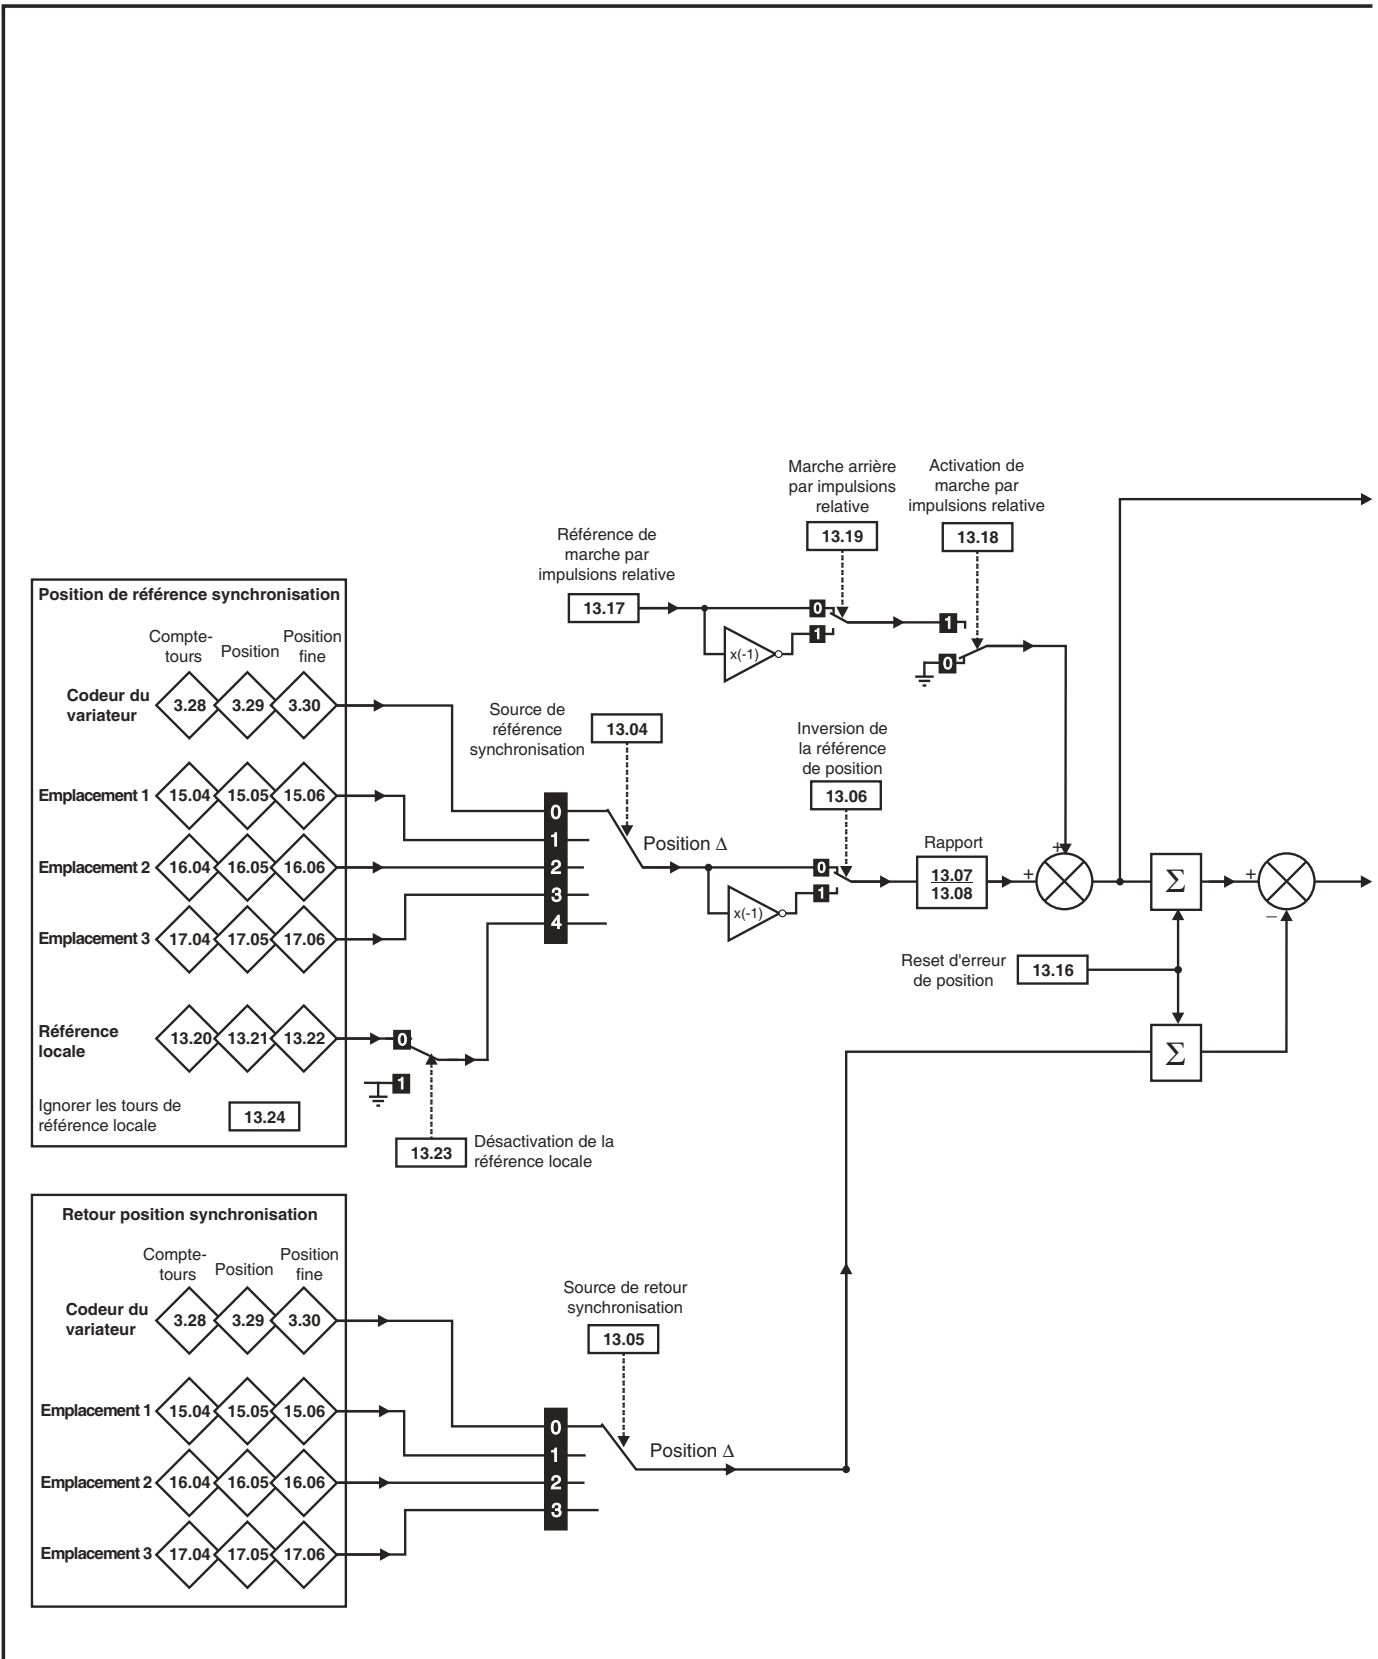 Marche arrière
par impulsions
relative
13.19
Activation de
marche par
impulsions relative
13.18
Référence de
marche par
impulsions relative
13.17
0
1
x(-1)
1
0
Position de référence synchronisation
Compte-
tours
Position
Position
fine
Codeur du
variateur
3.28
3.29
3.30
Emplacement 1
15.04
15.05
15.06
Emplacement 2
16.04
16.05
16.06
Emplacement 3
17.04
17.05
17.06
Référence
locale
13.20
13.21
13.22
0
1
Ignorer les tours de
référence locale
13.24
13.23
Désactivation de la
référence locale
Source de
référence
synchronisation
13.04
0
1
2
3
4
Position Δ
x(-1)
Inversion de
la référence
de position
13.06
0
1
Rapport
13.07
13.08
+
+
Σ
+
–
Reset d'erreur
de position
13.16
Σ
Retour position synchronisation
Compte-
tours
Position
Position
fine
Codeur du
variateur
3.28
3.29
3.30
Emplacement 1
15.04
15.05
15.06
Emplacement 2
16.04
16.05
16.06
Emplacement 3
17.04
17.05
17.06
Source de retour
synchronisation
13.05
0
1
2
3
Position Δ